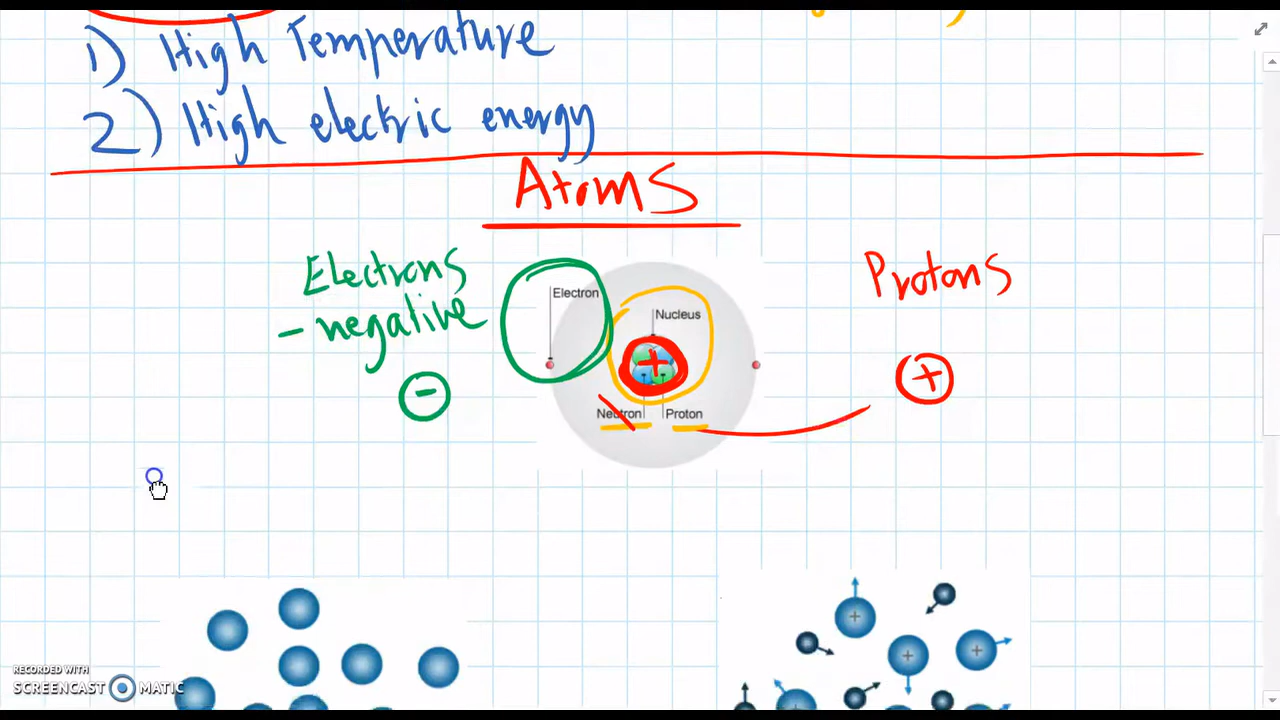 1) High Temperature
2) High electric energy
Atoms
Electrons
- negative
-
Electron
Nucleus
+
Neutron
Proton
Protons
+
+
+
+
+
RECORDED WITH
SCREENCAST MATIC